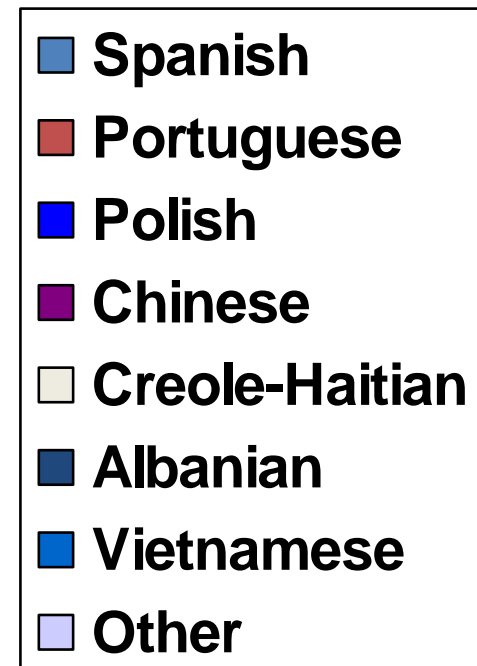 Spanish
Portuguese
Polish
Chinese
Creole-Haitian
Albanian
Vietnamese
Other